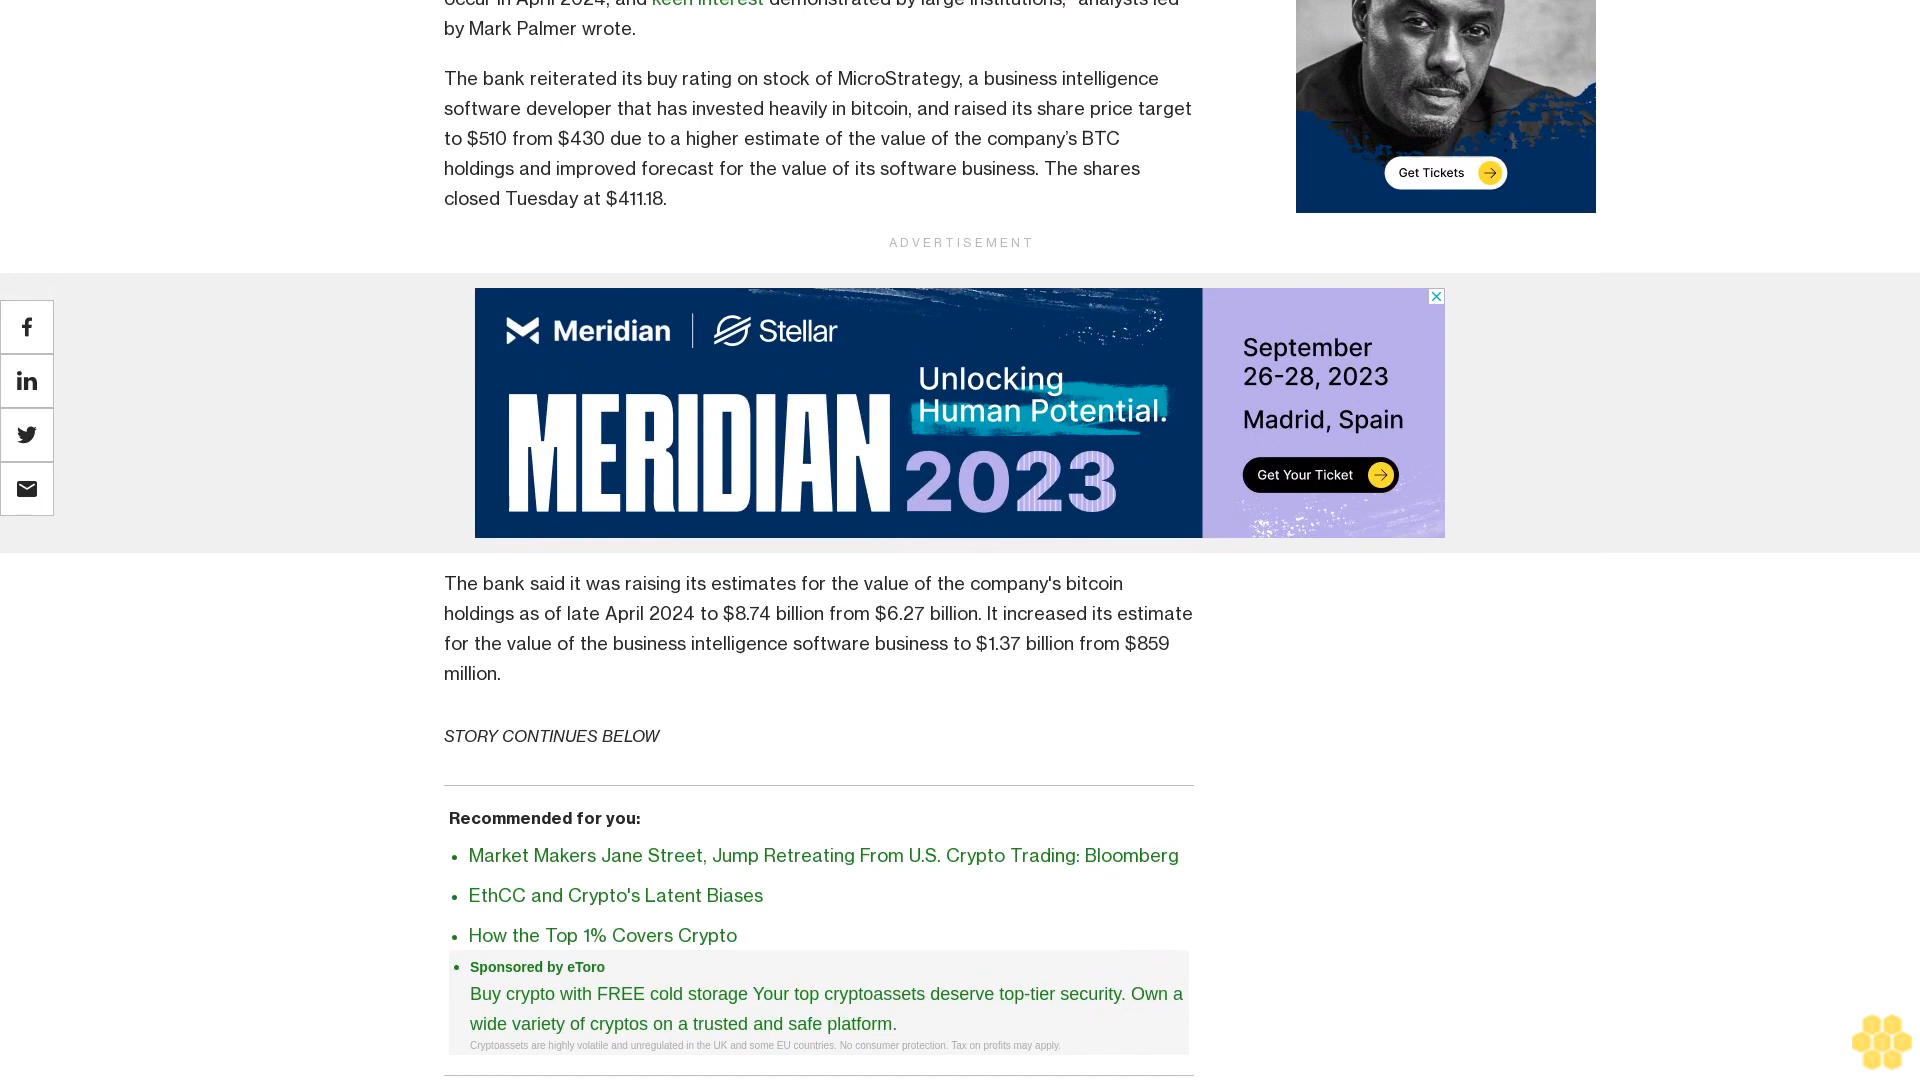 occur in April 2024, and keen interest demonstrated by large institutions," analysts led
by Mark Palmer wrote.
The bank reiterated its buy rating on stock of MicroStrategy, a business intelligence
software developer that has invested heavily in bitcoin, and raised its share price target
to $510 from $430 due to a higher estimate of the value of the company’s BTC
holdings and improved forecast for the value of its software business. The shares
closed Tuesday at $411.18.
Get Tickets
ADVERTISEMENT
Meridian | Stellar
MERIDIAN
Unlocking
Human Potential.
2023
September
26-28, 2023
Madrid, Spain
Get Your Ticket
The bank said it was raising its estimates for the value of the company's bitcoin
holdings as of late April 2024 to $8.74 billion from $6.27 billion. It increased its estimate
for the value of the business intelligence software business to $1.37 billion from $859
million.
STORY CONTINUES BELOW
Recommended for you:
• Market Makers Jane Street, Jump Retreating From U.S. Crypto Trading: Bloomberg
• EthCC and Crypto's Latent Biases
• How the Top 1% Covers Crypto
• Sponsored by eToro
Buy crypto with FREE cold storage Your top cryptoassets deserve top-tier security. Own a
wide variety of cryptos on a trusted and safe platform.
Cryptoassets are highly volatile and unregulated in the UK and some EU countries. No consumer protection. Tax on profits may apply.